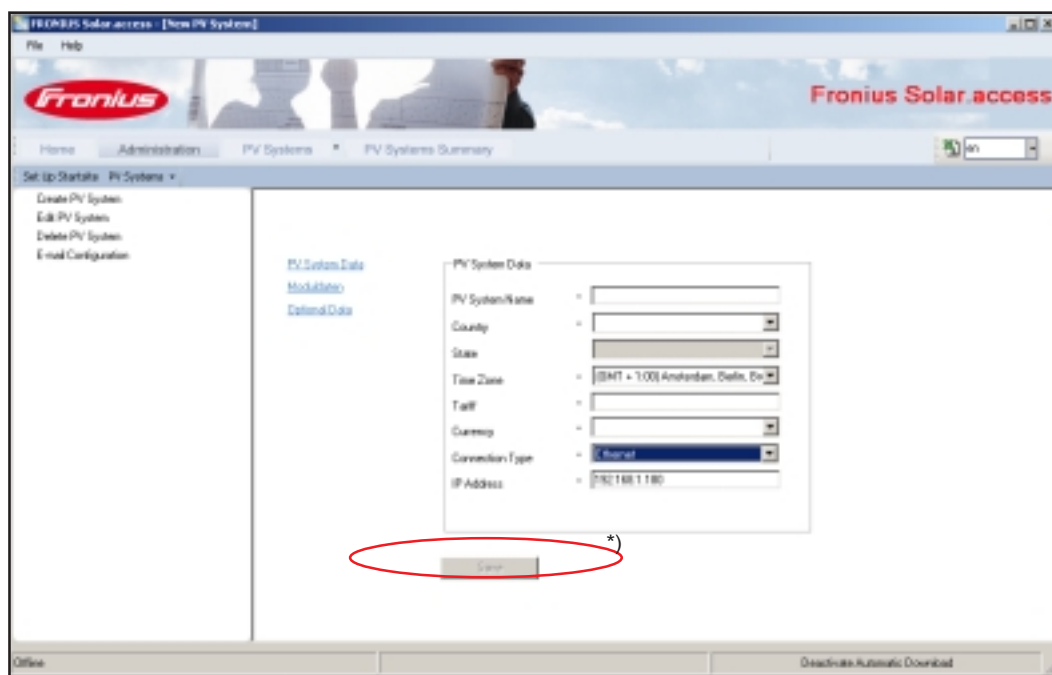 FRONIUS Solar.access - [New PV System]
File Help
Fronius
Fronius Solar.access
Home Administration PV Systems PV Systems Summary
en
Set Up Startsite PV Systems
Create PV System
Edit PV System
Delete PV System
E-mail Configuration
PV System Data
Moduldaten
Optional Data
PV System Data
PV System Name
Country
State
Time Zone (GMT + 1:00) Amsterdam, Berlin,
Tariff
Currency
Connection Type Ethernet
IP Address 192.168.1.180
*)
Save
Offline
Deactivate Automatic Download